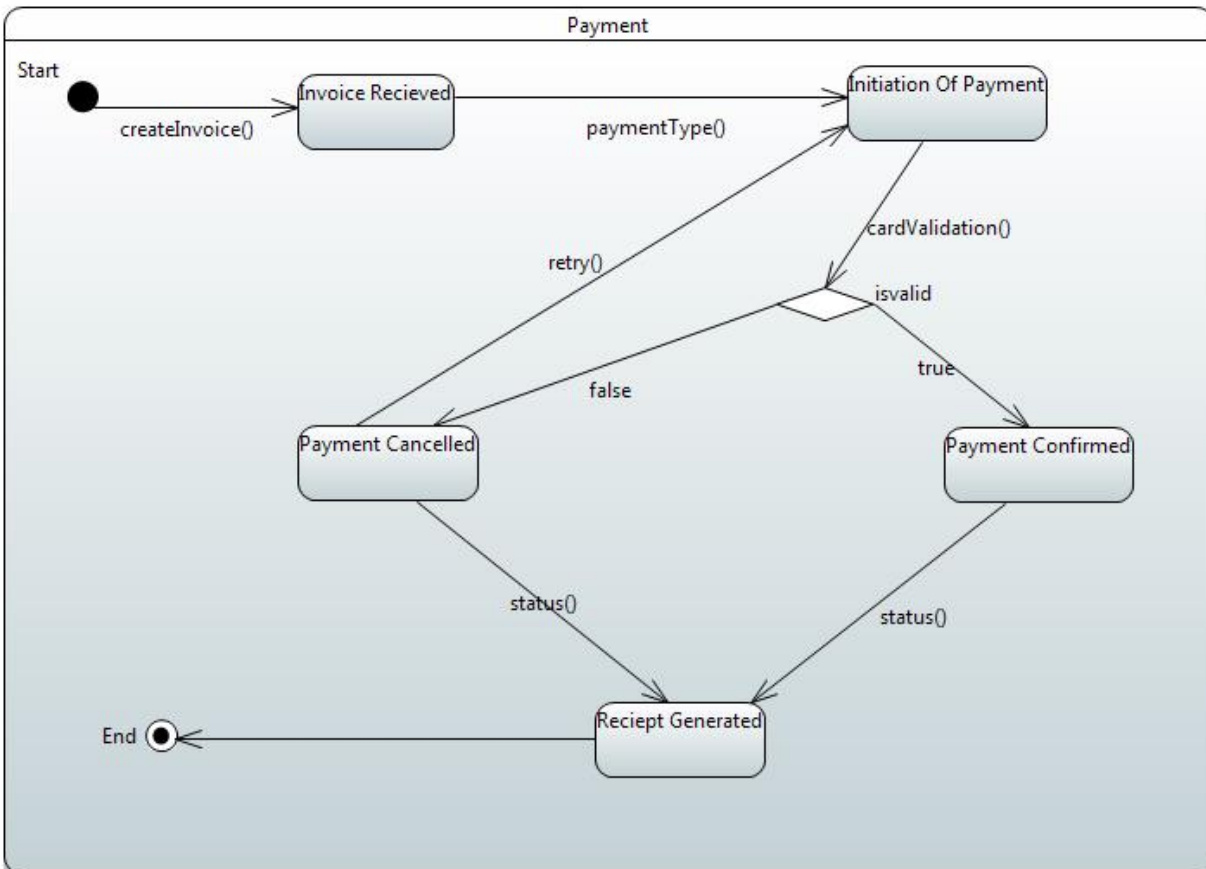 Payment
Start
Invoice Recieved
Initiation Of Payment
createInvoice()
paymentType()
cardValidation()
retry()
isvalid
true
false
Payment Cancelled
Payment Confirmed
status()
status()
Reciept Generated
End